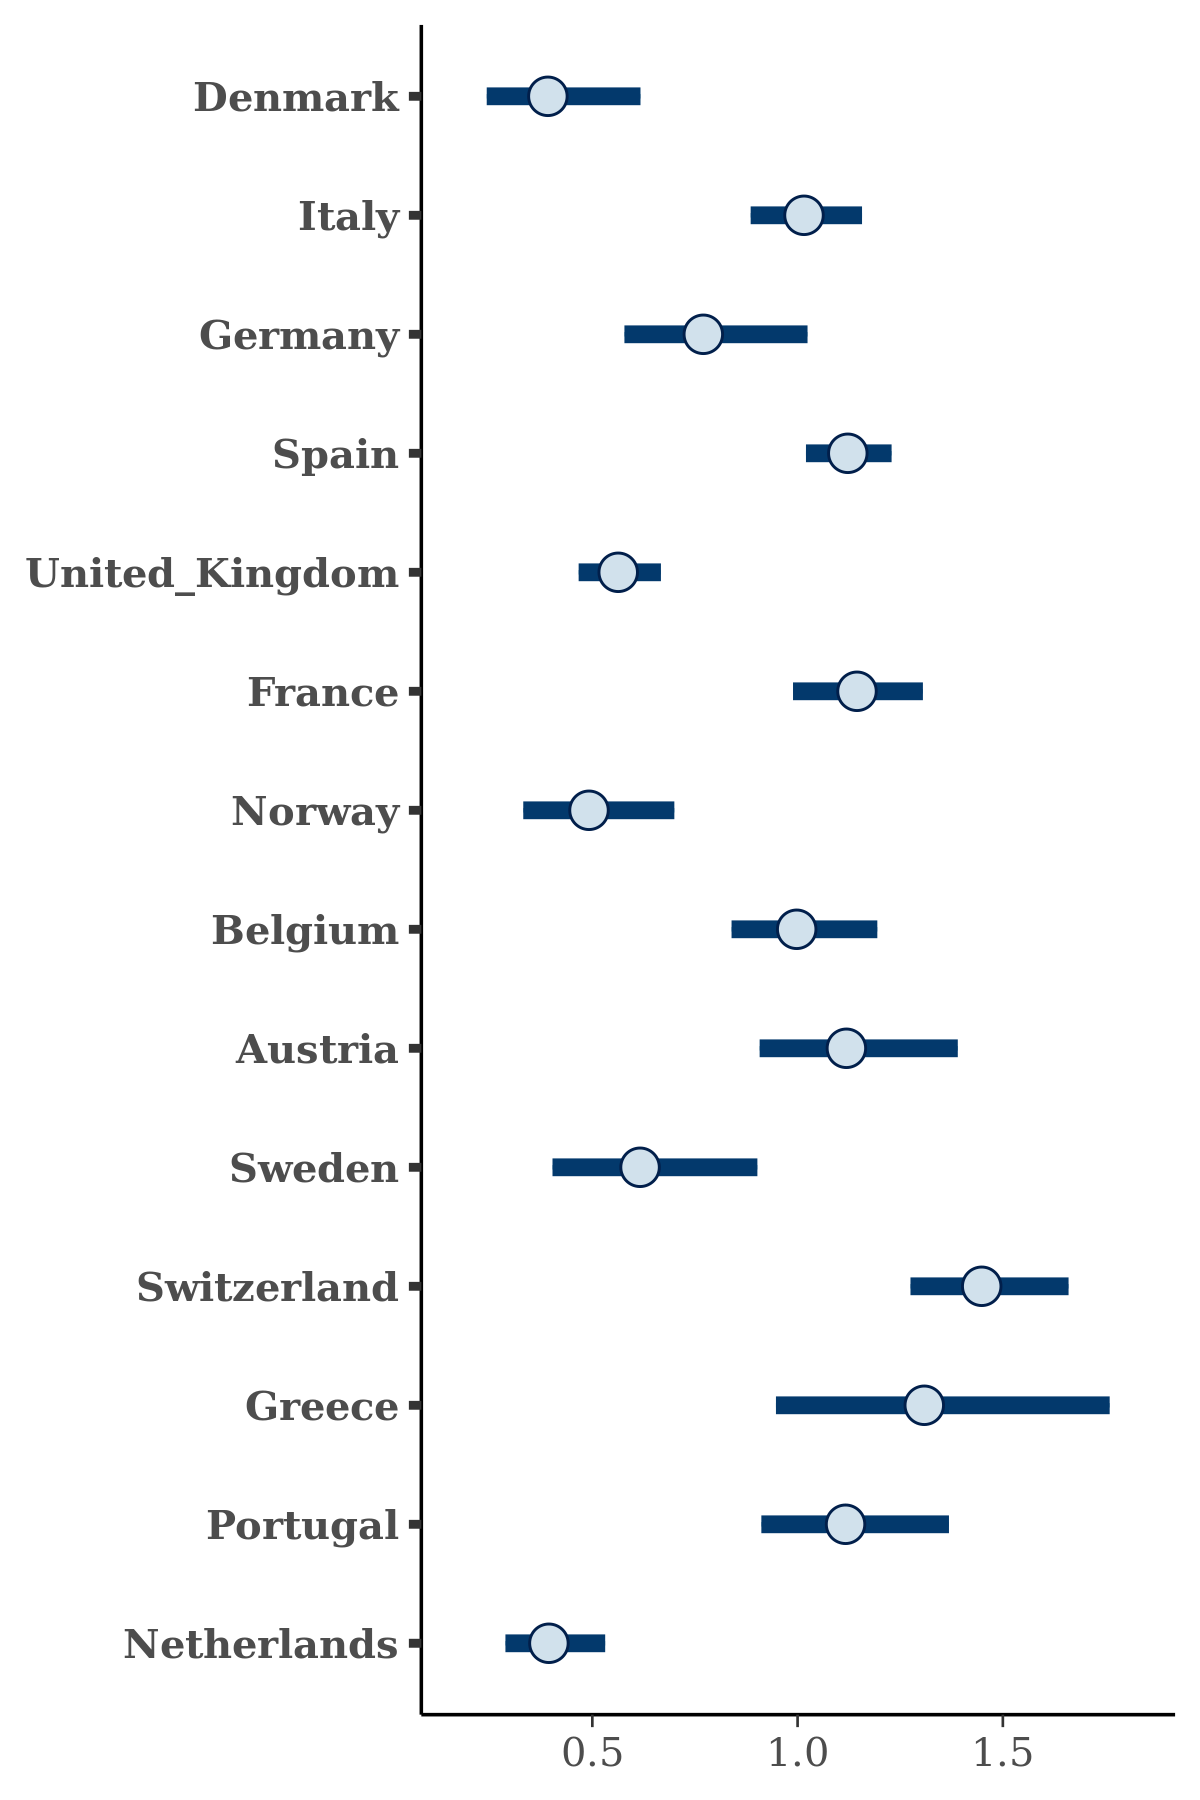 Denmark
Italy
Germany
Spain
United_Kingdom
France
Norway
Belgium
Austria
Sweden
Switzerland
Greece
Portugal
Netherlands
0.5 1.0 1.5